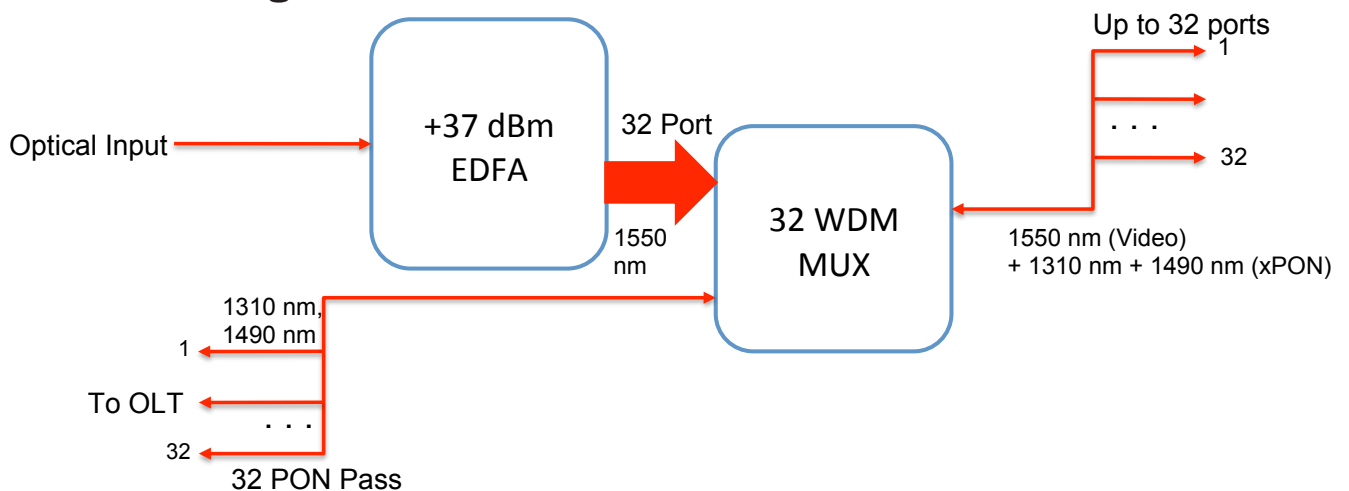 Up to 32 ports
1
. . .
32
Optical Input
+37 dBm
EDFA
32 Port
1550
nm
32 WDM
MUX
1550 nm (Video)
+ 1310 nm + 1490 nm (xPON)
1310 nm,
1490 nm
1
To OLT
. . .
32
32 PON Pass